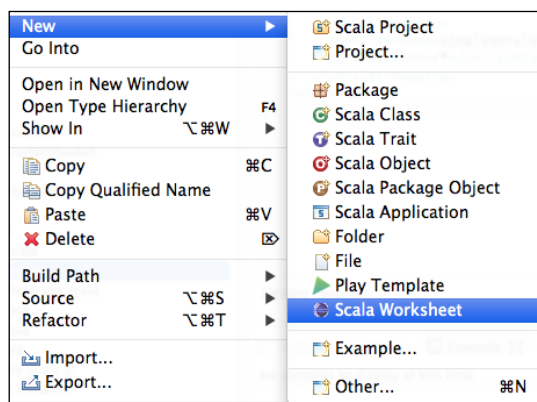 New
Go Into
Open in New Window
Open Type Hierarchy F4
Show In ⌥⌘W
Copy ⌘C
Copy Qualified Name
Paste ⌘V
Delete ⌦
Build Path
Source ⌥⌘S
Refactor ⌥⌘T
Import...
Export...
Scala Project
Project...
Package
Scala Class
Scala Trait
Scala Object
Scala Package Object
Scala Application
Folder
File
Play Template
Scala Worksheet
Example...
Other... ⌘N